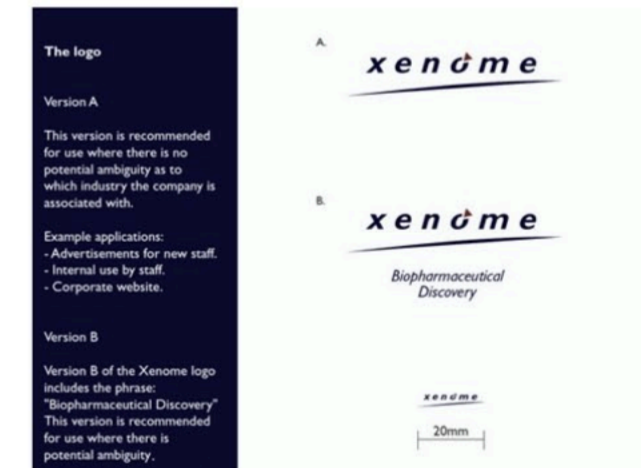 The logo
Version A
This version is recommended
for use where there is no
potential ambiguity as to
which industry the company is
associated with.
Example applications:
- Advertisements for new staff.
- Internal use by staff.
- Corporate website.
Version B
Version B of the Xenome logo
includes the phrase:
"Biopharmaceutical Discovery"
This version is recommended
for use where there is
potential ambiguity.
A.
xenome
B.
xenome
Biopharmaceutical
Discovery
xenome
20mm